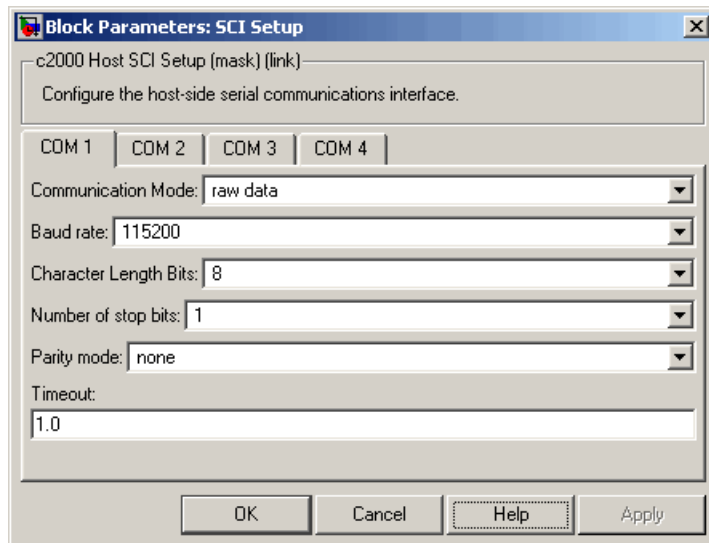 Block Parameters: SCI Setup
c2000 Host SCI Setup (mask) (link)
Configure the host-side serial communications interface.
COM 1 COM 2 COM 3 COM 4
Communication Mode: raw data
Baud rate: 115200
Character Length Bits: 8
Number of stop bits: 1
Parity mode: none
Timeout:
1.0
OK Cancel Help Apply